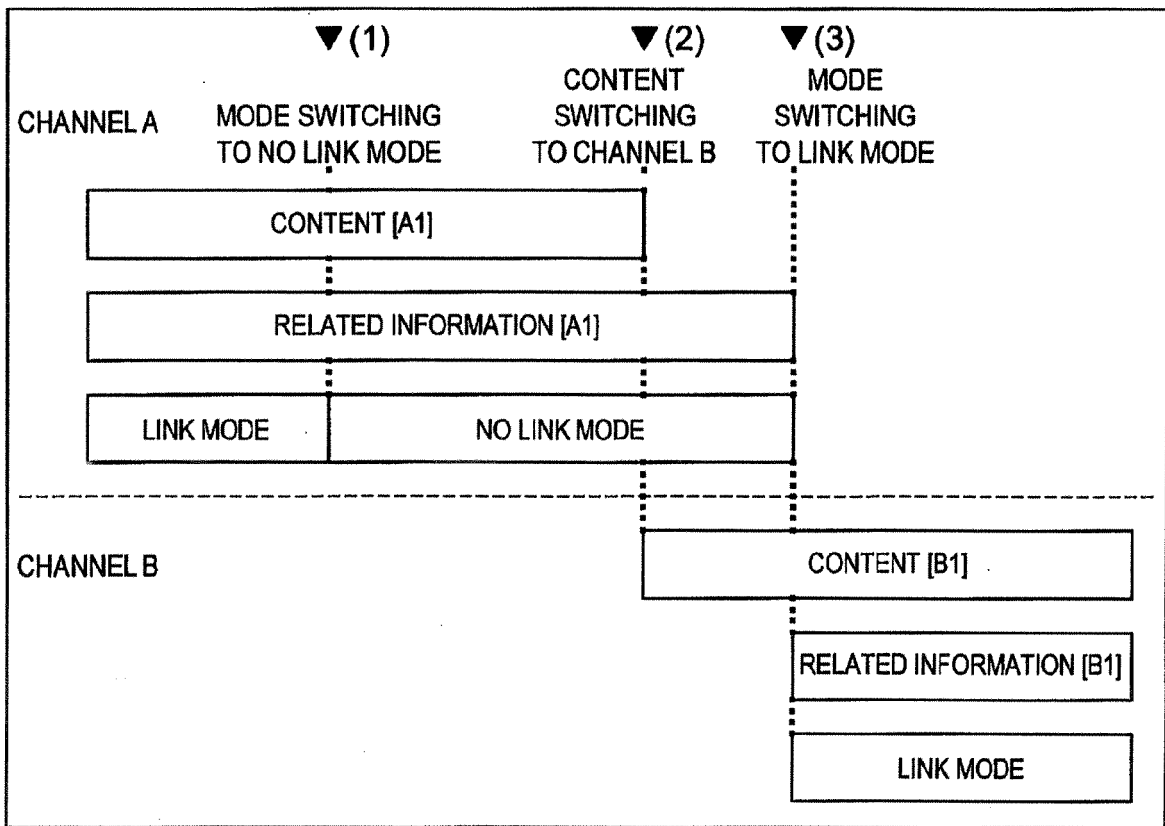 ▼(1)
▼(2)
▼(3)
CHANNEL A
MODE SWITCHING
TO NO LINK MODE
CONTENT
SWITCHING
TO CHANNEL B
MODE
SWITCHING
TO LINK MODE
CONTENT [A1]
RELATED INFORMATION [A1]
LINK MODE
NO LINK MODE
CHANNEL B
CONTENT [B1]
RELATED INFORMATION [B1]
LINK MODE